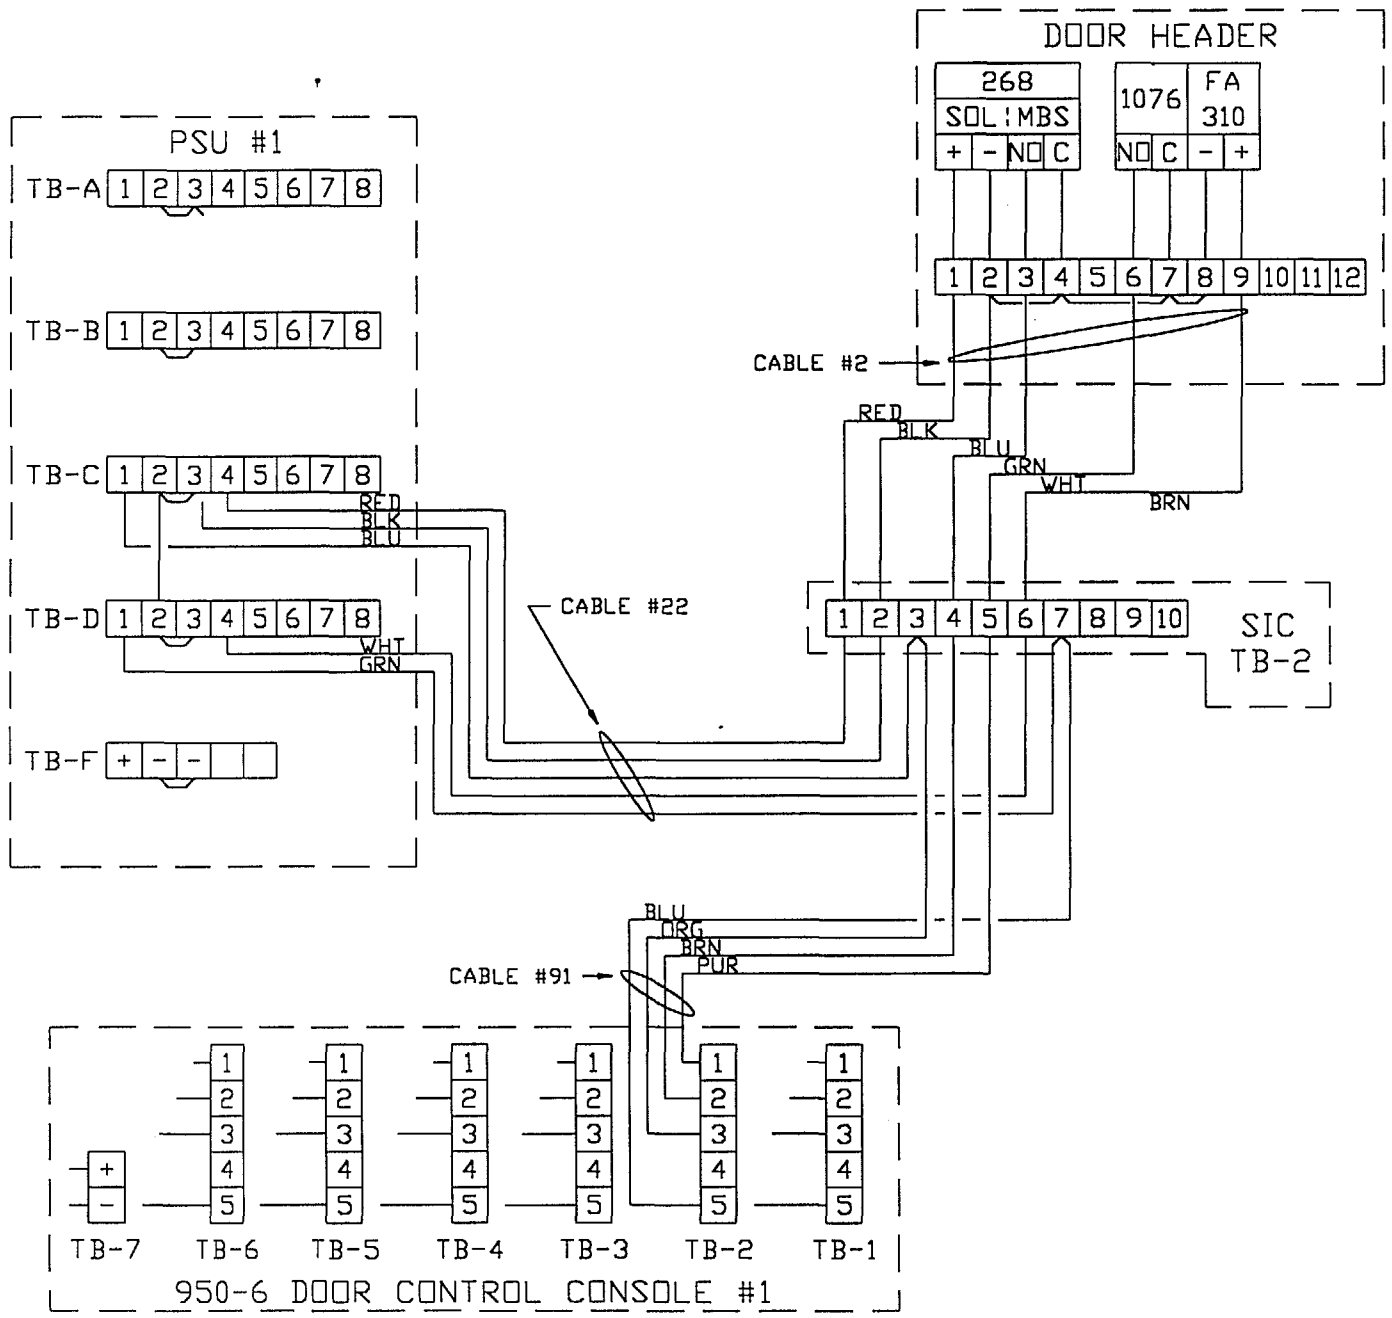 DOOR HEADER
268
SOL¦MBS
+ - NO C
1076
FA
310
NO C - +
1 2 3 4 5 6 7 8 9 10 11 12
CABLE #2
PSU #1
TB-A 1 2 3 4 5 6 7 8
TB-B 1 2 3 4 5 6 7 8
TB-C 1 2 3 4 5 6 7 8
RED
BLK
BLU
TB-D 1 2 3 4 5 6 7 8
WHT
GRN
TB-F + - -
RED
BLK
BLU
GRN
WHT
BRN
CABLE #22
1 2 3 4 5 6 7 8 9 10
SIC
TB-2
BLU
ORG
BRN
PUR
CABLE #91
1 1 1 1 1 1
2 2 2 2 2 2
3 3 3 3 3 3
+ 4 4 4 4 4 4
- 5 5 5 5 5 5
TB-7 TB-6 TB-5 TB-4 TB-3 TB-2 TB-1
950-6 DOOR CONTROL CONSOLE #1